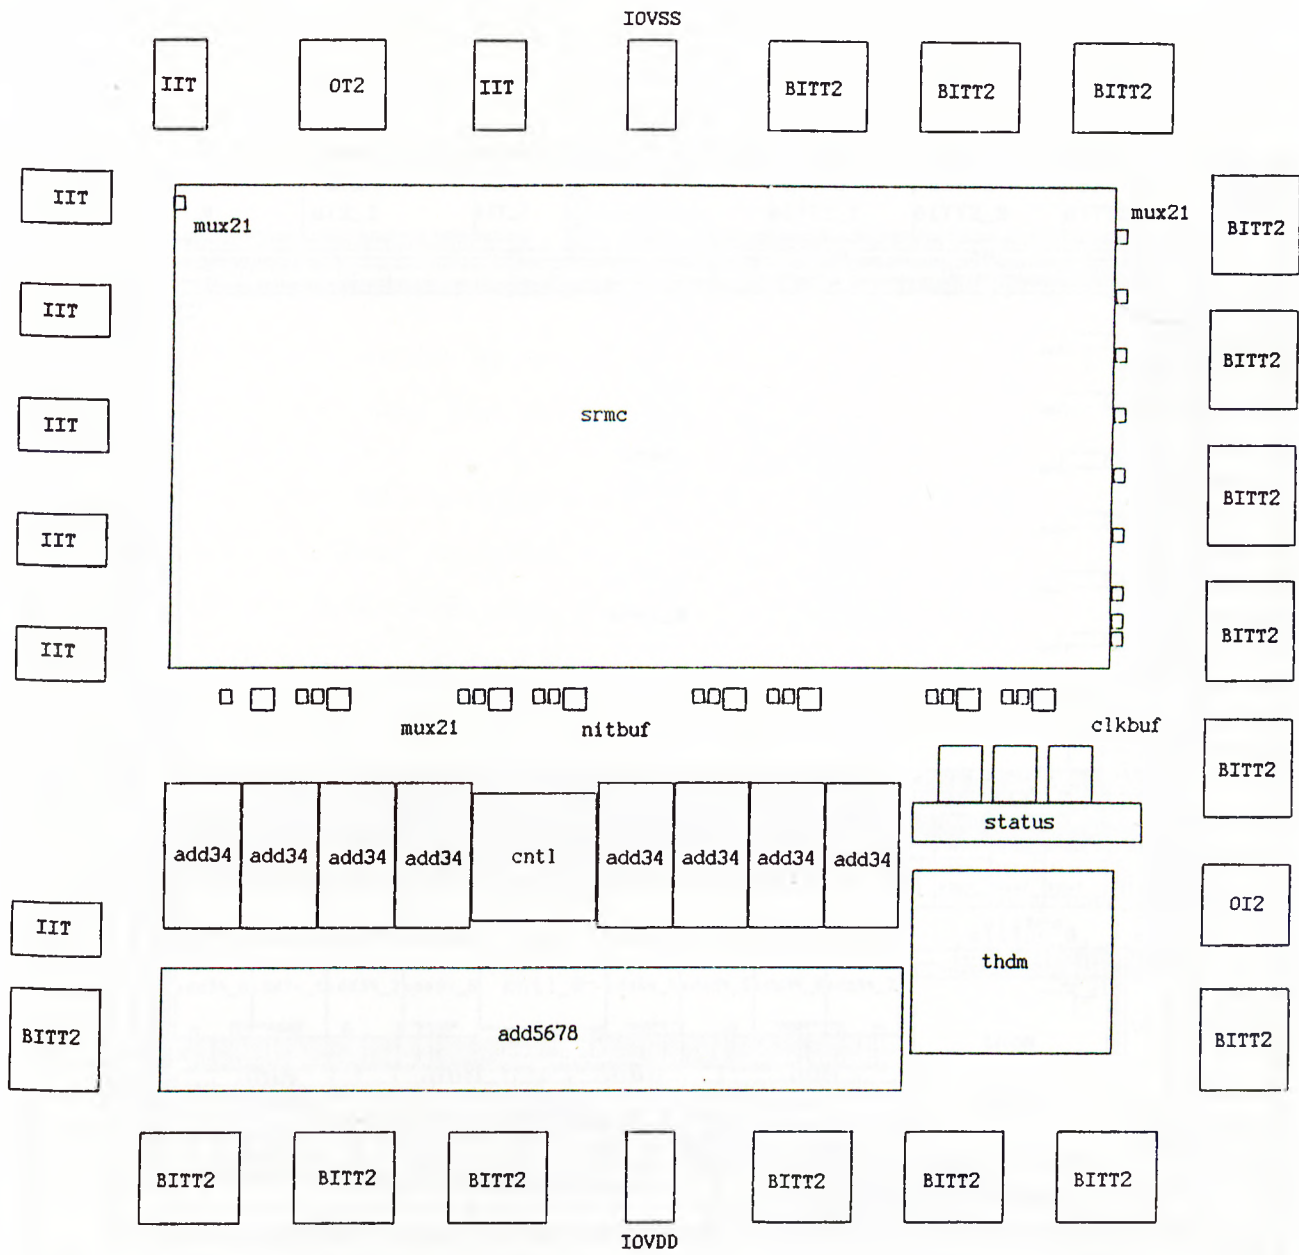 IOVSS
IIT OT2 IIT BITT2 BITT2 BITT2
IIT
mux21
mux21
BITT2
IIT
BITT2
srmc
IIT
BITT2
IIT
BITT2
IIT
mux21 nitbuf clkbuf
BITT2
status
add34 add34 add34 add34 cntl add34 add34 add34 add34
IIT
OI2
thdm
BITT2
add5678
BITT2
BITT2 BITT2 BITT2 BITT2 BITT2 BITT2
IOVDD